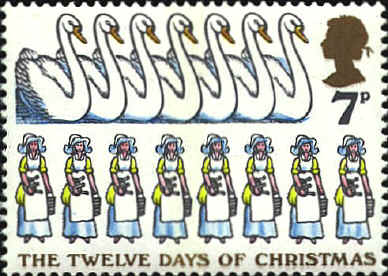 7P
THE TWELVE DAYS OF CHRISTMAS